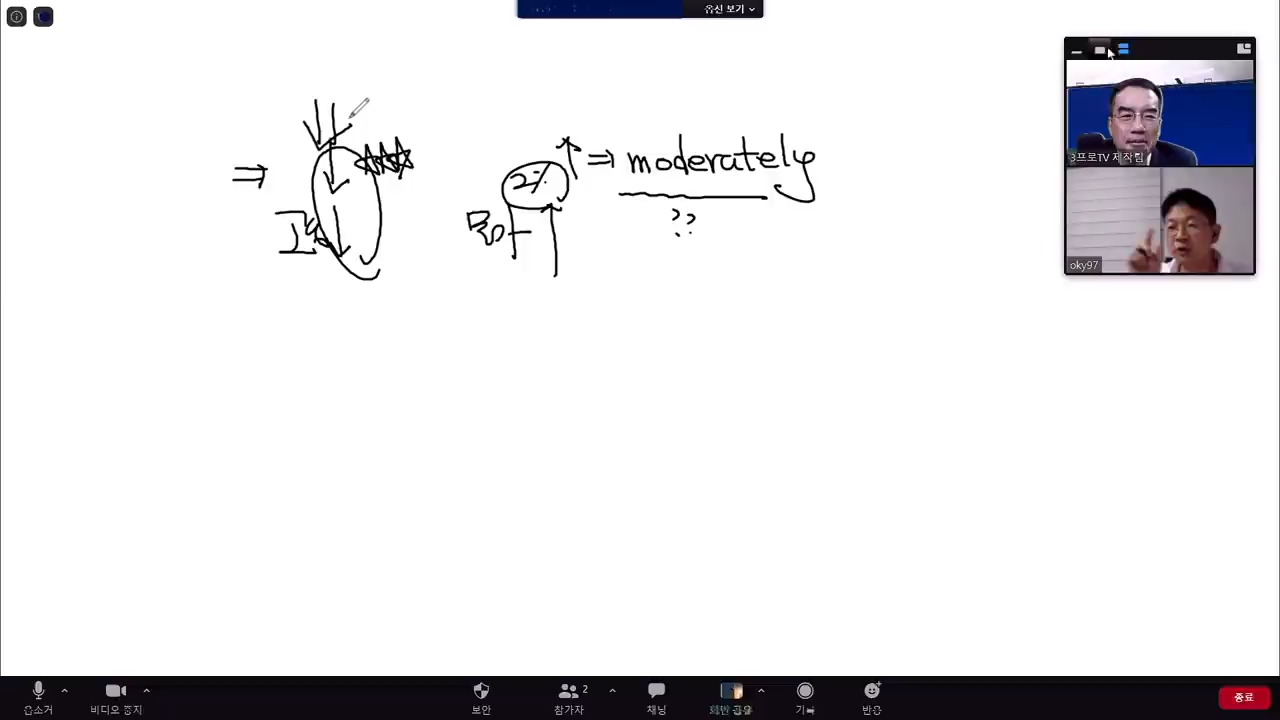 옵션 보기
3프로TV 제작팀
oky97
⇒ 2% ↑ ⇒ moderately
??
음소거
비디오 중지
보안
참가자
2
채팅
화면 공유
기록
반응
종료